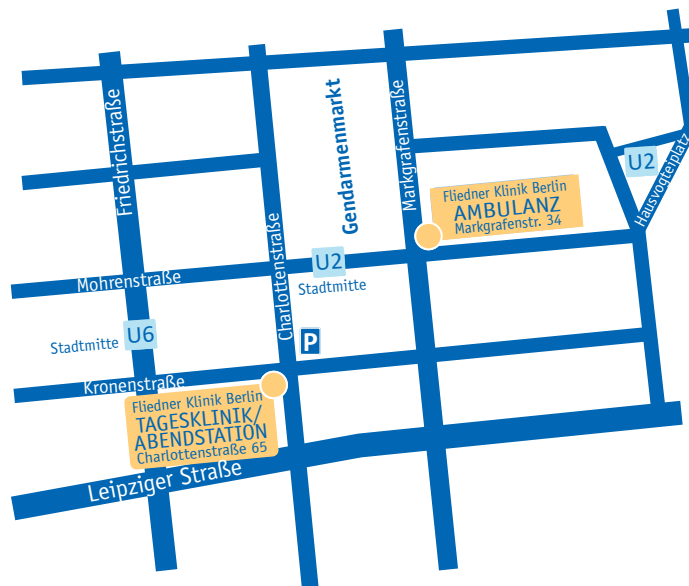 Friedrichstraße
Gendarmenmarkt
Markgrafenstraße
U2
Hausvogteiplatz
Fliedner Klinik Berlin
AMBULANZ
Markgrafenstr. 34
Charlottenstraße
Mohrenstraße
U2
Stadtmitte
Stadtmitte
U6
P
Kronenstraße
Fliedner Klinik Berlin
TAGESKLINIK/
ABENDSTATION
Charlottenstraße 65
Leipziger Straße